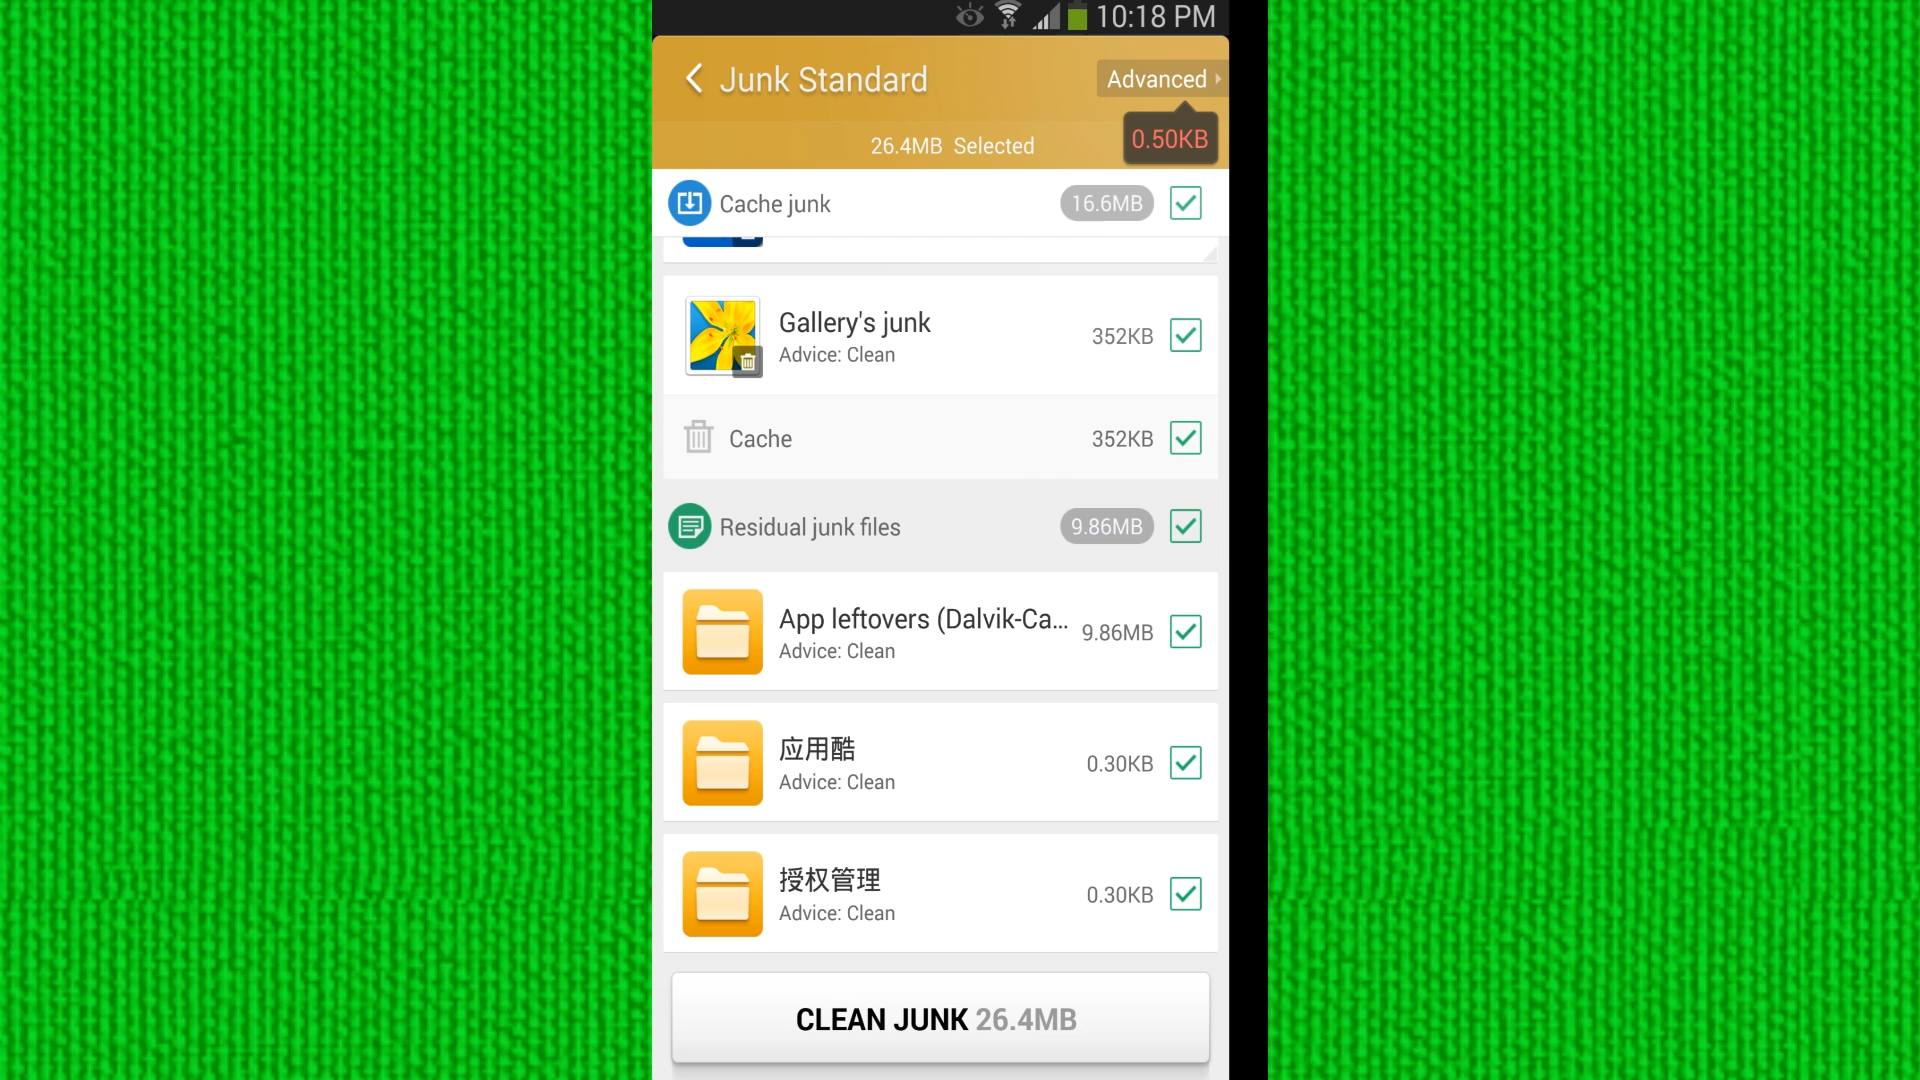 10:18 PM
Junk Standard
Advanced
26.4MB Selected
0.50KB
Cache junk
16.6MB
Gallery's junk
Advice: Clean
352KB
Cache
352KB
Residual junk files
9.86MB
App leftovers (Dalvik-Ca...
Advice: Clean
9.86MB
应用酷
Advice: Clean
0.30KB
授权管理
Advice: Clean
0.30KB
CLEAN JUNK 26.4MB